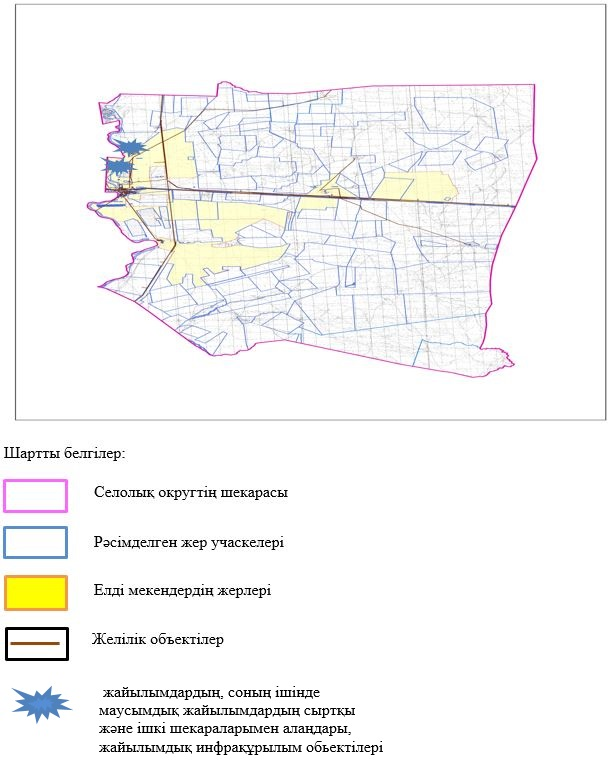 Шартты белгілер:
Селолық округтің шекарасы
Рәсімделген жер учаскелері
Елді мекендердің жерлері
Желілік объектілер
жайылымдардың, соның ішінде
маусымдық жайылымдардың сыртқы
және ішкі шекараларымен алаңдары,
жайылымдық инфрақұрылым обьектілері